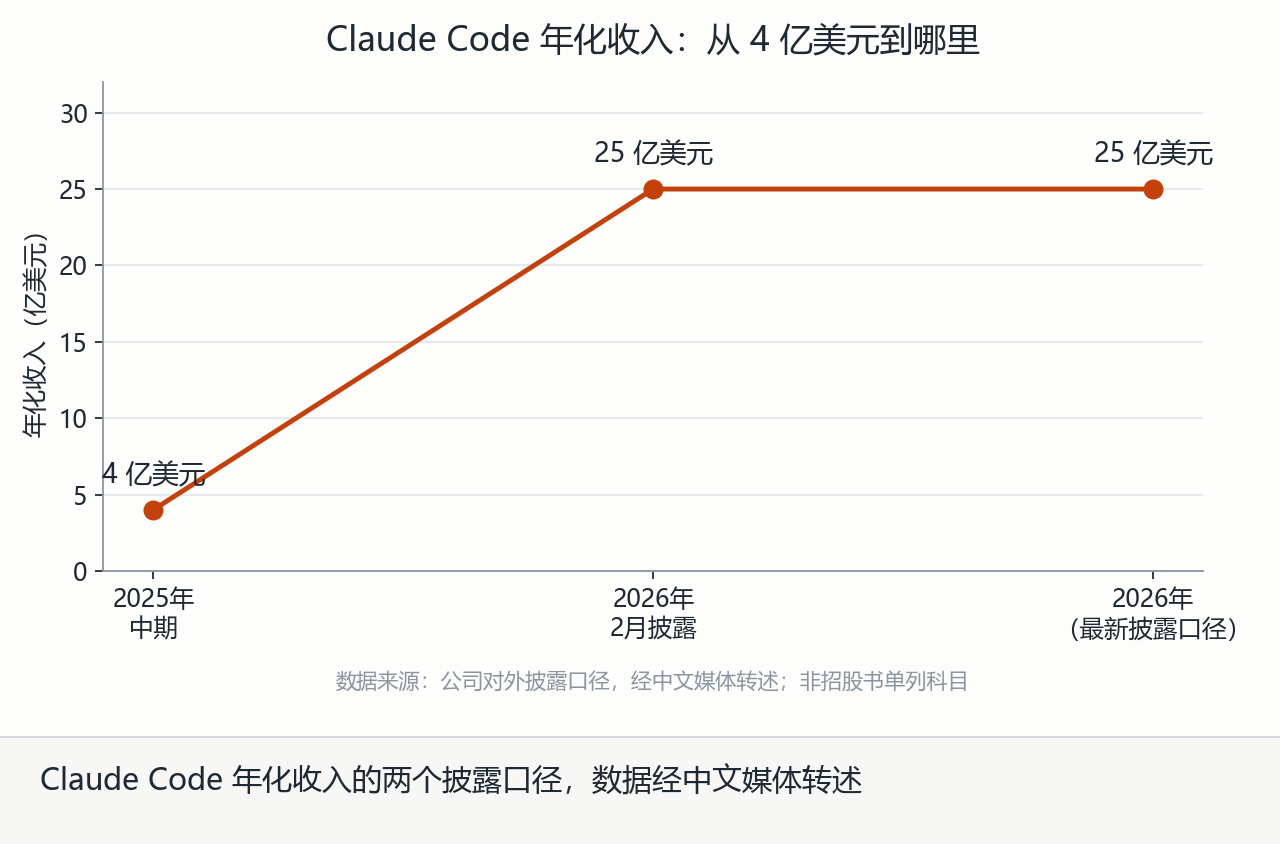 Claude Code 年化收入：从 4 亿美元到哪里
年化收入（亿美元）
30
25
20
15
10
5
0
4 亿美元
25 亿美元
25 亿美元
2025年
中期
2026年
2月披露
2026年
（最新披露口径）
数据来源：公司对外披露口径，经中文媒体转述；非招股书单列科目
Claude Code 年化收入的两个披露口径，数据经中文媒体转述